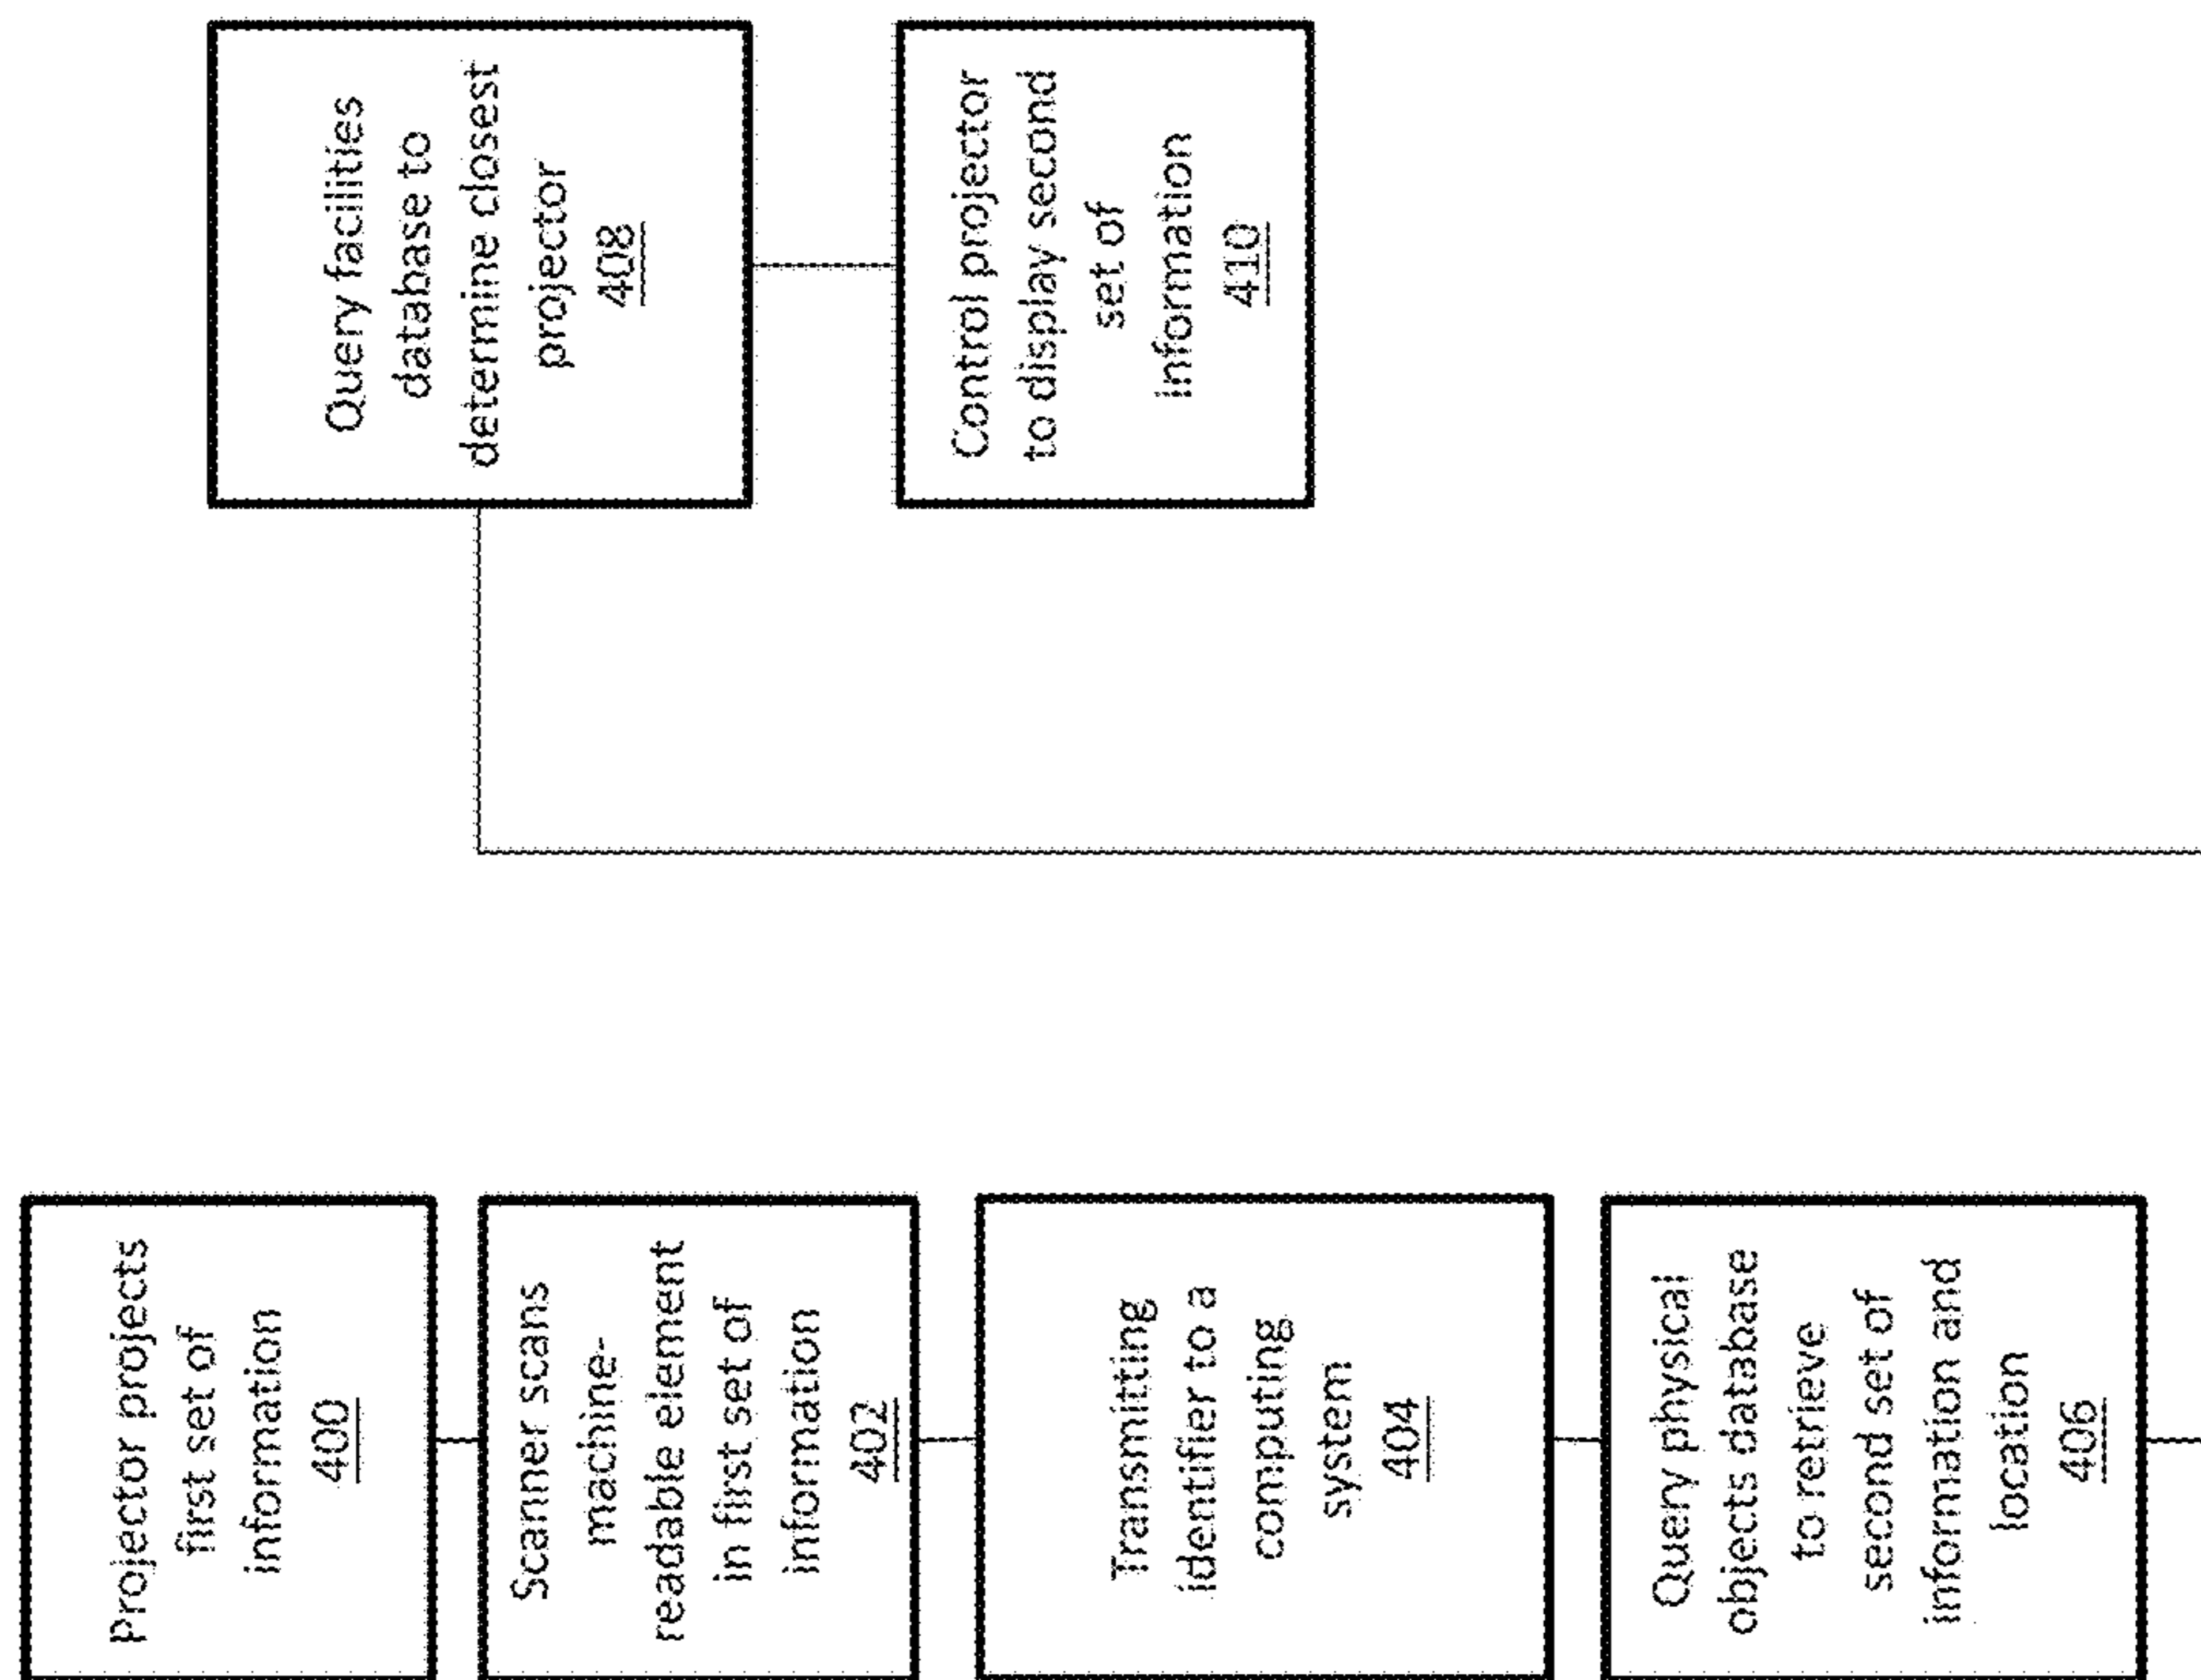 Projector projects
first set of
information
400
Scanner scans
machine-
readable element
in first set of
information
402
Transmitting
identifier to a
computing
system
404
Query physical
objects database
to retrieve
second set of
information and
location
406
Query facilities
database to
determine closest
projector
408
Control projector
to display second
set of
information
410